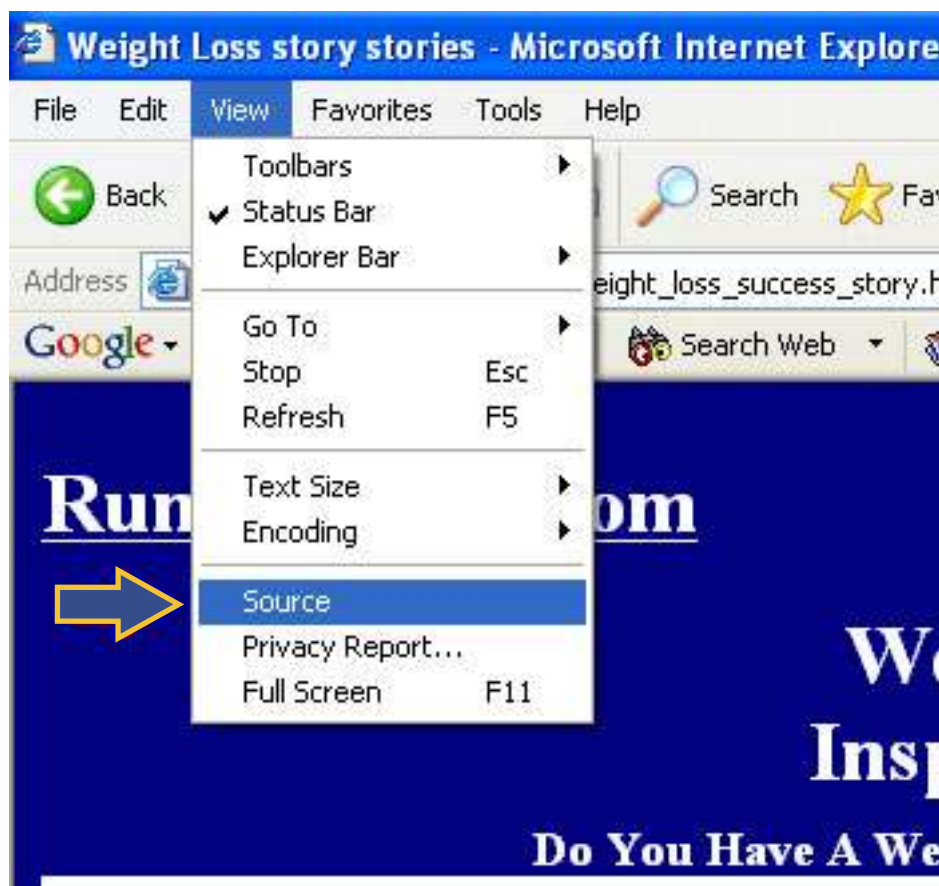 Weight Loss story stories - Microsoft Internet Explore
File Edit View Favorites Tools Help
Back Search Fav
Address eight_loss_success_story.h
Google Search Web
Toolbars
Status Bar
Explorer Bar
Go To
Stop Esc
Refresh F5
Text Size
Encoding
Source
Privacy Report...
Full Screen F11
Run om
We
Insp
Do You Have A We